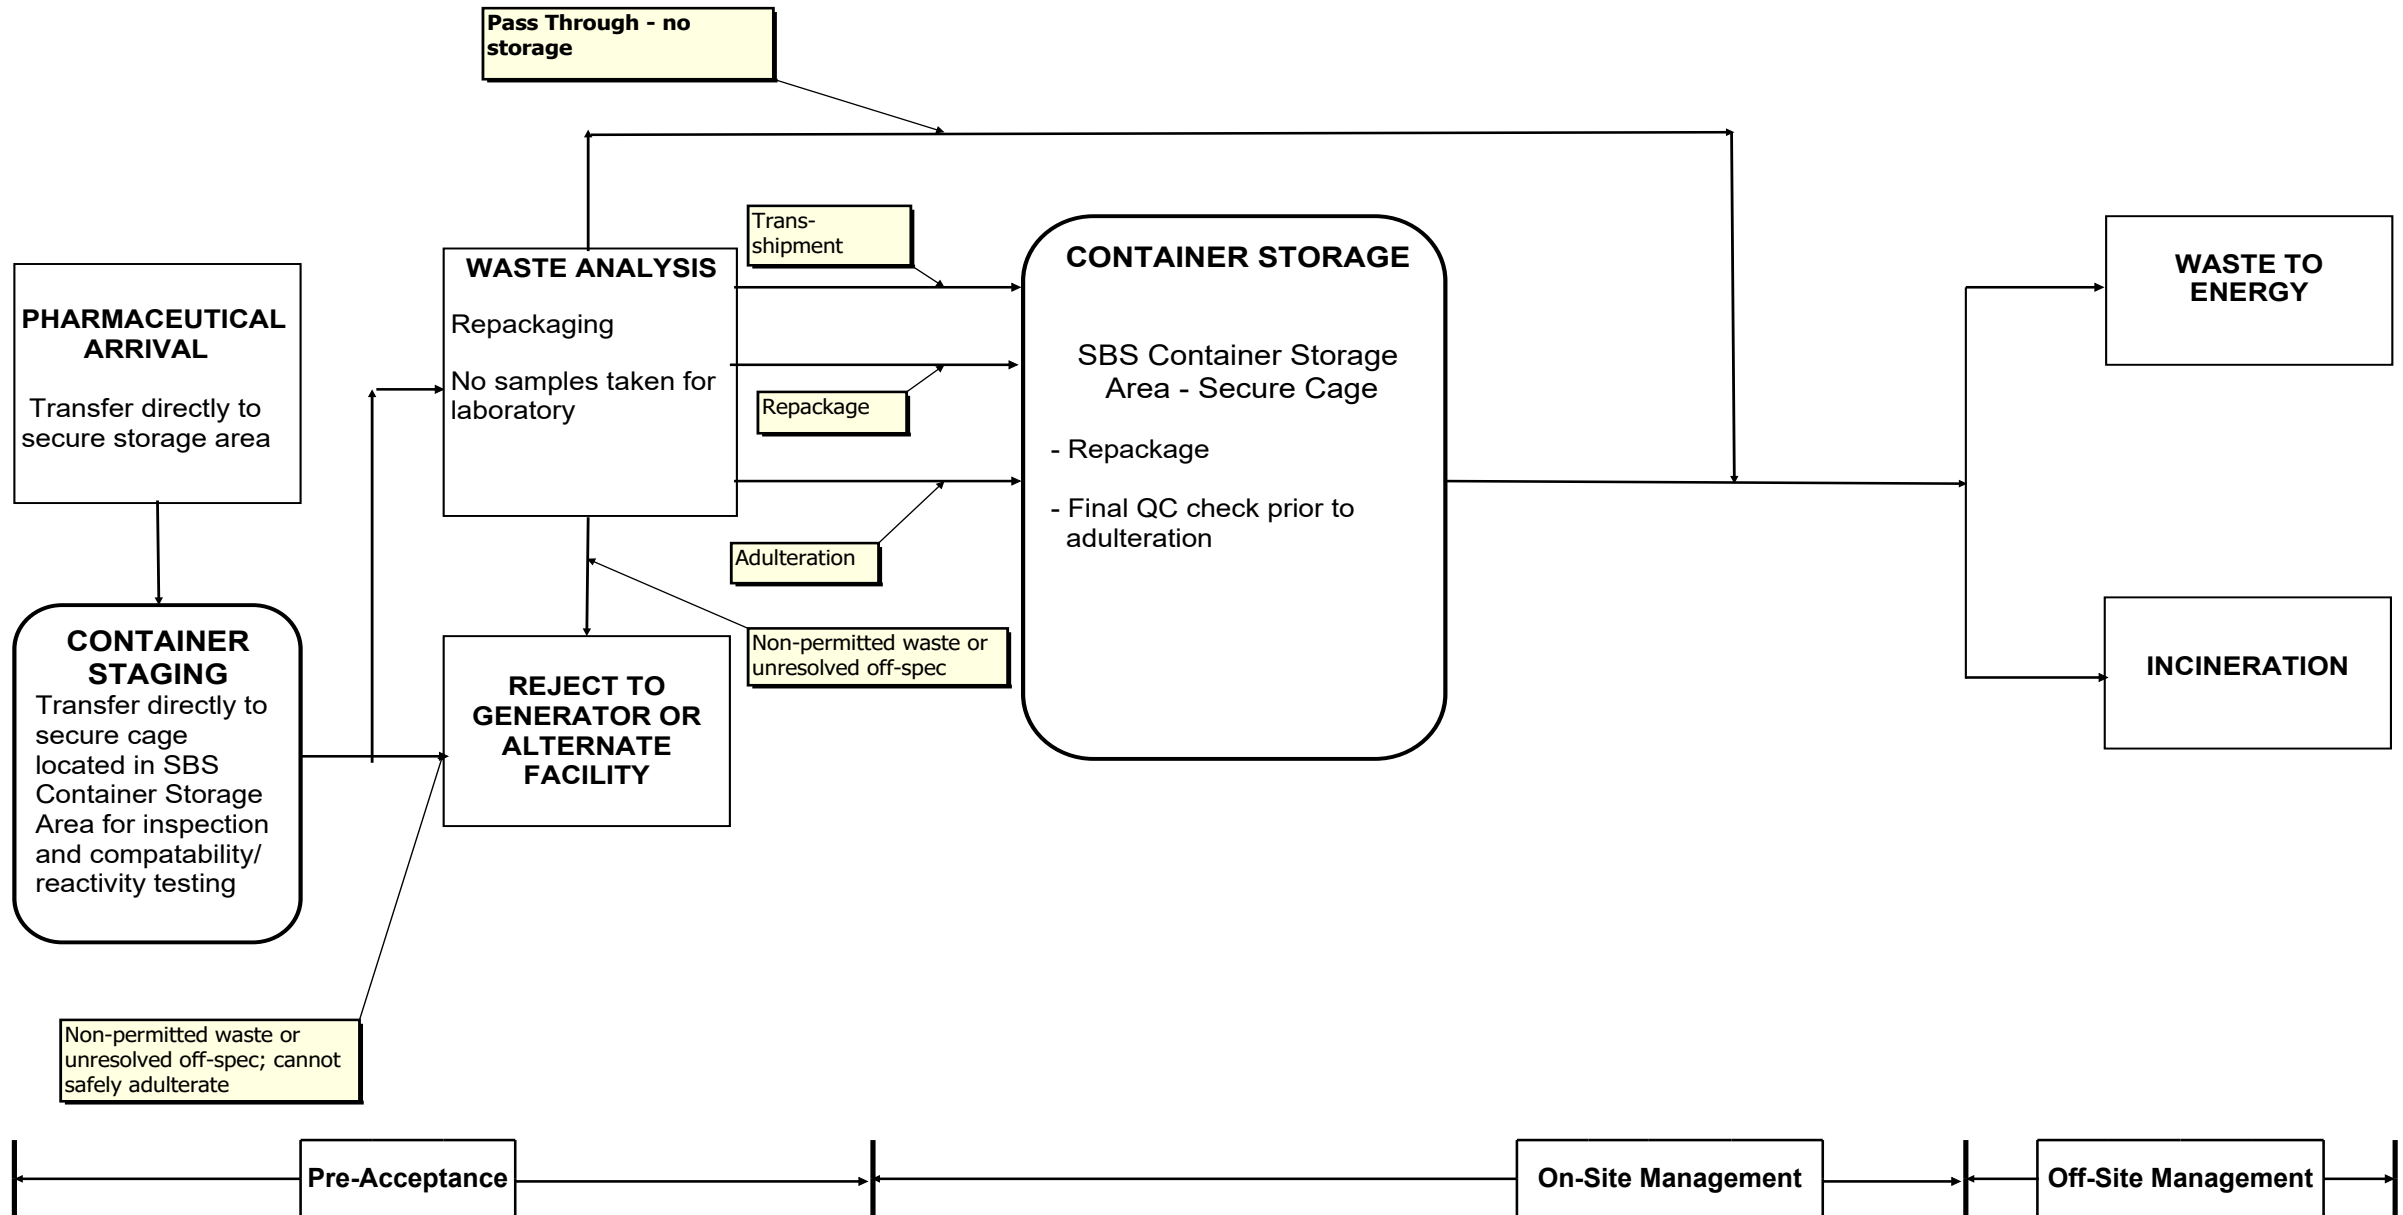 Pass Through - no
storage
PHARMACEUTICAL
ARRIVAL
Transfer directly to
secure storage area
CONTAINER
STAGING
Transfer directly to
secure cage
located in SBS
Container Storage
Area for inspection
and compatability/
reactivity testing
Non-permitted waste or
unresolved off-spec; cannot
safely adulterate
WASTE ANALYSIS
Repackaging
No samples taken for
laboratory
REJECT TO
GENERATOR OR
ALTERNATE
FACILITY
Trans-
shipment
Repackage
Adulteration
Non-permitted waste or
unresolved off-spec
CONTAINER STORAGE
SBS Container Storage
Area - Secure Cage
- Repackage
- Final QC check prior to
adulteration
WASTE TO
ENERGY
INCINERATION
Pre-Acceptance
On-Site Management
Off-Site Management